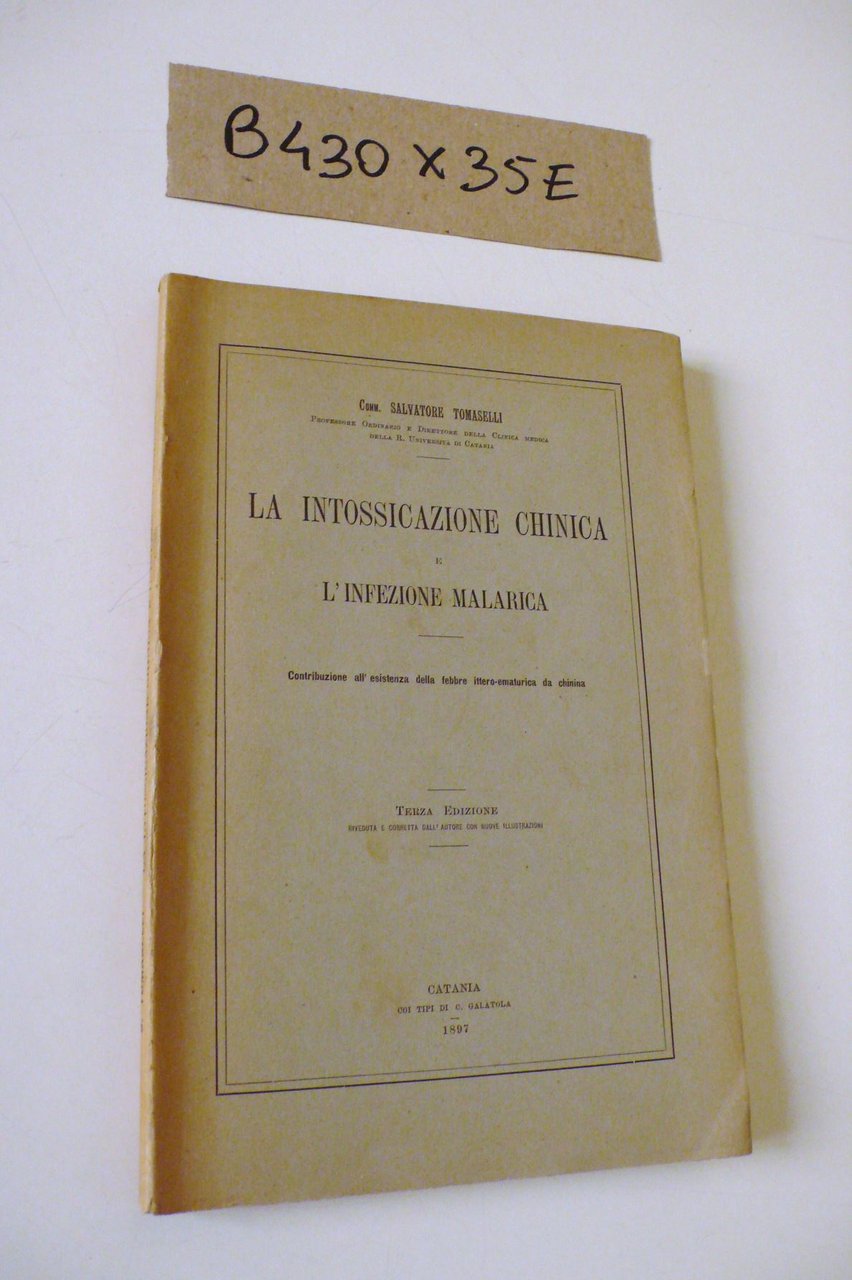 B430 x 35E
Comm. SALVATORE TOMASELLI
Professore Ordinario e Direttore della Clinica medica
della R. Università di Catania
LA INTOSSICAZIONE CHINICA
E
L'INFEZIONE MALARICA
Contribuzione all'esistenza della febbre ittero-ematurica da chinina
Terza Edizione
RIVEDUTA E CORRETTA DALL'AUTORE CON NUOVE ILLUSTRAZIONI
CATANIA
COI TIPI DI C. GALATOLA
1897